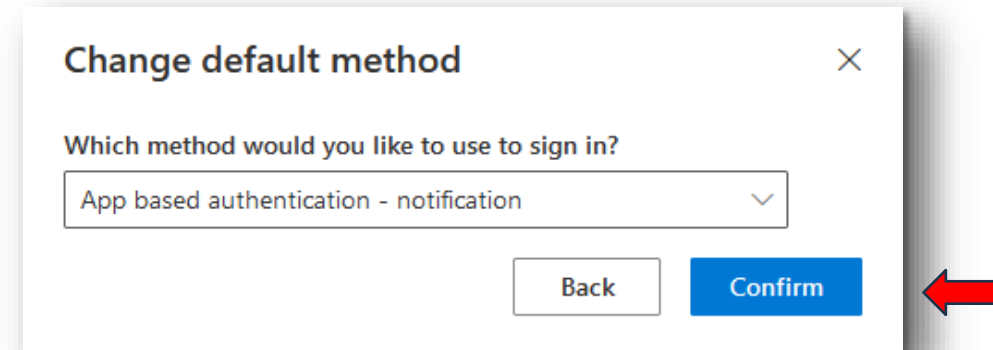 Change default method
Which method would you like to use to sign in?
App based authentication - notification
Back
Confirm